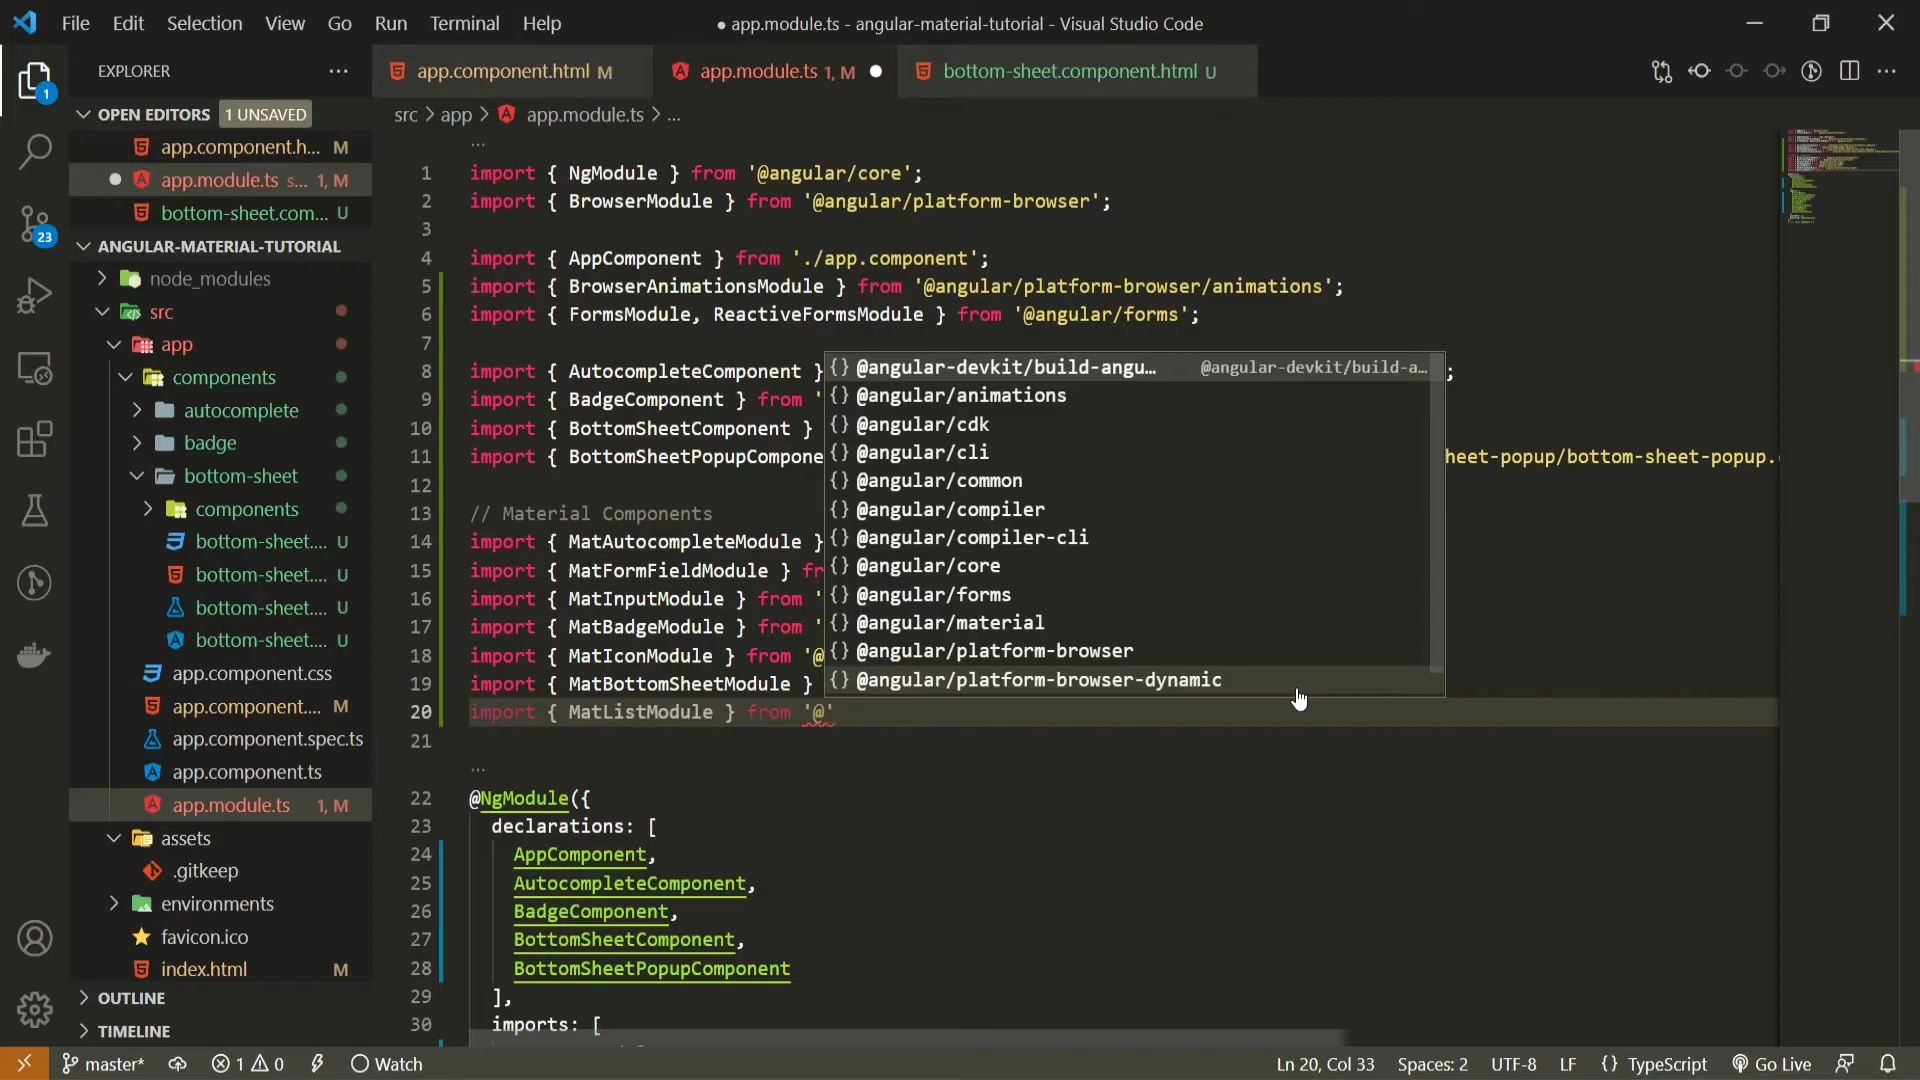 File Edit Selection View Go Run Terminal Help
● app.module.ts - angular-material-tutorial - Visual Studio Code
EXPLORER ···
OPEN EDITORS 1 UNSAVED
app.component.h... M
app.module.ts s... 1, M
bottom-sheet.com... U
ANGULAR-MATERIAL-TUTORIAL
node_modules
src
app
components
autocomplete
badge
bottom-sheet
components
bottom-sheet.... U
bottom-sheet.... U
bottom-sheet.... U
bottom-sheet.... U
app.component.css
app.component.... M
app.component.spec.ts
app.component.ts
app.module.ts 1, M
assets
.gitkeep
environments
favicon.ico
index.html M
OUTLINE
TIMELINE
1
23
app.component.html M
app.module.ts 1, M ●
bottom-sheet.component.html U
src > app > app.module.ts > ...
1 import { NgModule } from '@angular/core';
2 import { BrowserModule } from '@angular/platform-browser';
3
4 import { AppComponent } from './app.component';
5 import { BrowserAnimationsModule } from '@angular/platform-browser/animations';
6 import { FormsModule, ReactiveFormsModule } from '@angular/forms';
7
8 import { AutocompleteComponent } ;
9 import { BadgeComponent } from '
10 import { BottomSheetComponent }
11 import { BottomSheetPopupCompone heet-popup/bottom-sheet-popup.
12
13 // Material Components
14 import { MatAutocompleteModule }
15 import { MatFormFieldModule } fr
16 import { MatInputModule } from '
17 import { MatBadgeModule } from '
18 import { MatIconModule } from '@
19 import { MatBottomSheetModule }
20 import { MatListModule } from '@'
21
22 @NgModule({
23 declarations: [
24 AppComponent,
25 AutocompleteComponent,
26 BadgeComponent,
27 BottomSheetComponent,
28 BottomSheetPopupComponent
29 ],
30 imports: [
{} @angular-devkit/build-angu... @angular-devkit/build-a...
{} @angular/animations
{} @angular/cdk
{} @angular/cli
{} @angular/common
{} @angular/compiler
{} @angular/compiler-cli
{} @angular/core
{} @angular/forms
{} @angular/material
{} @angular/platform-browser
{} @angular/platform-browser-dynamic
master* 1 0 Watch
Ln 20, Col 33 Spaces: 2 UTF-8 LF {} TypeScript Go Live